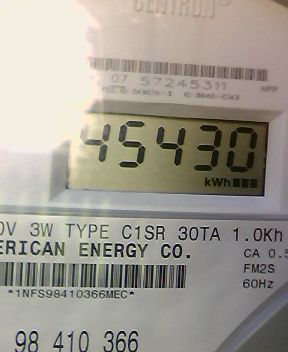 CENTRON
07 57245311
HPP
45430
kWh
0V 3W TYPE C1SR 30TA 1.0Kh
ERICAN ENERGY CO.
CA 0.5
FM2S
60Hz
*1NFS98410366MEC*
98 410 366